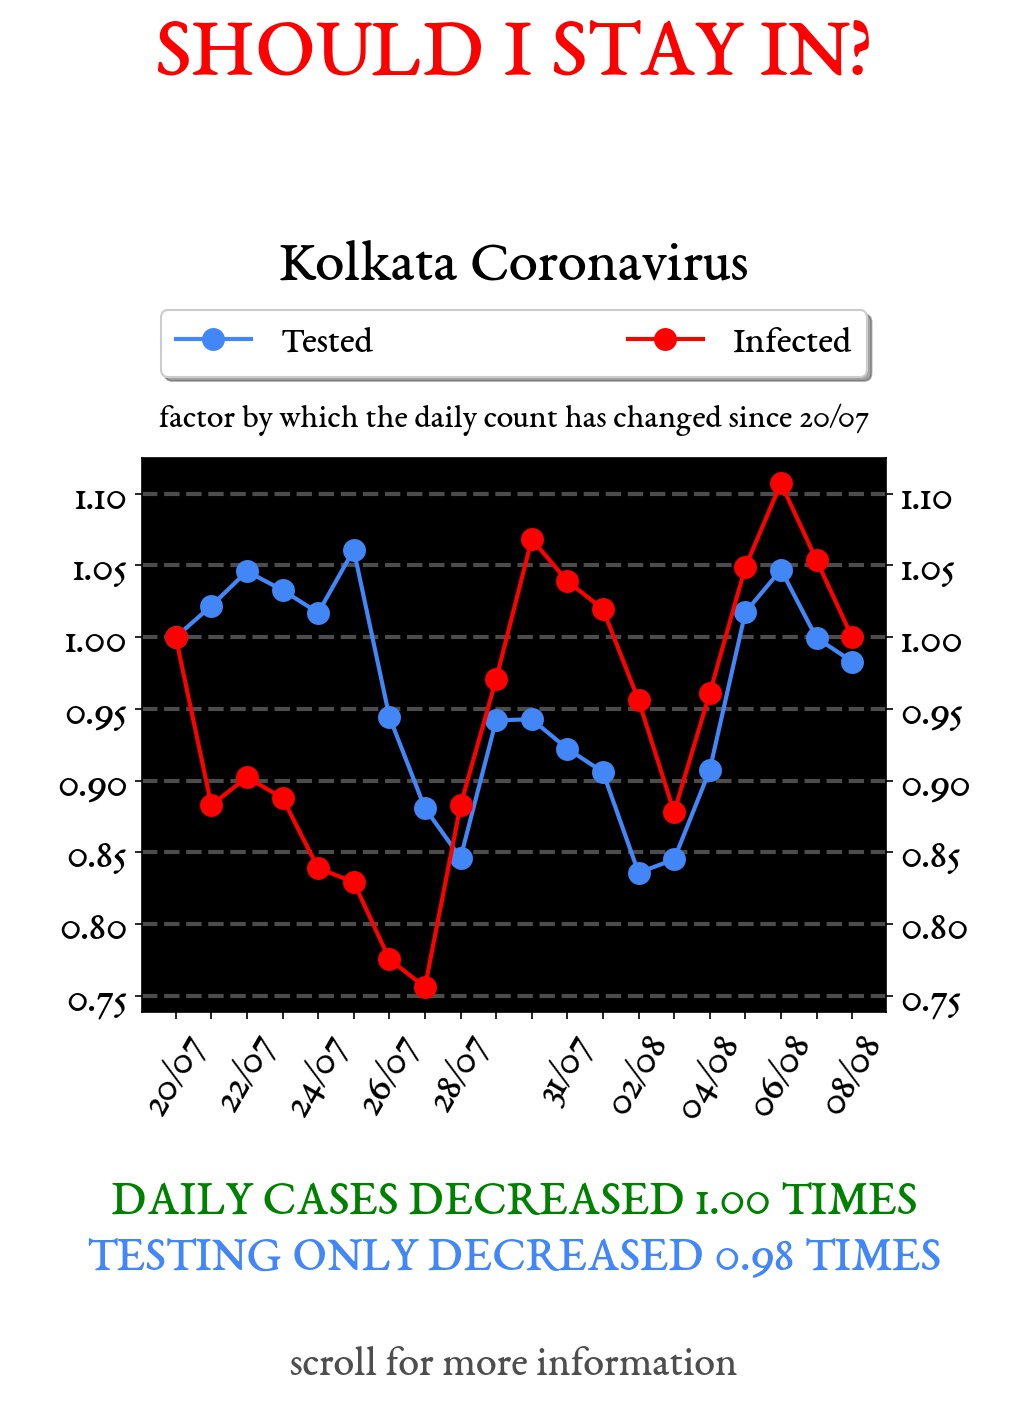 SHOULD I STAY IN?
Kolkata Coronavirus
Tested Infected
factor by which the daily count has changed since 20/07
1.10 1.10
1.05 1.05
1.00 1.00
0.95 0.95
0.90 0.90
0.85 0.85
0.80 0.80
0.75 0.75
20/07 22/07 24/07 26/07 28/07 31/07 02/08 04/08 06/08 08/08
DAILY CASES DECREASED 1.00 TIMES
TESTING ONLY DECREASED 0.98 TIMES
scroll for more information